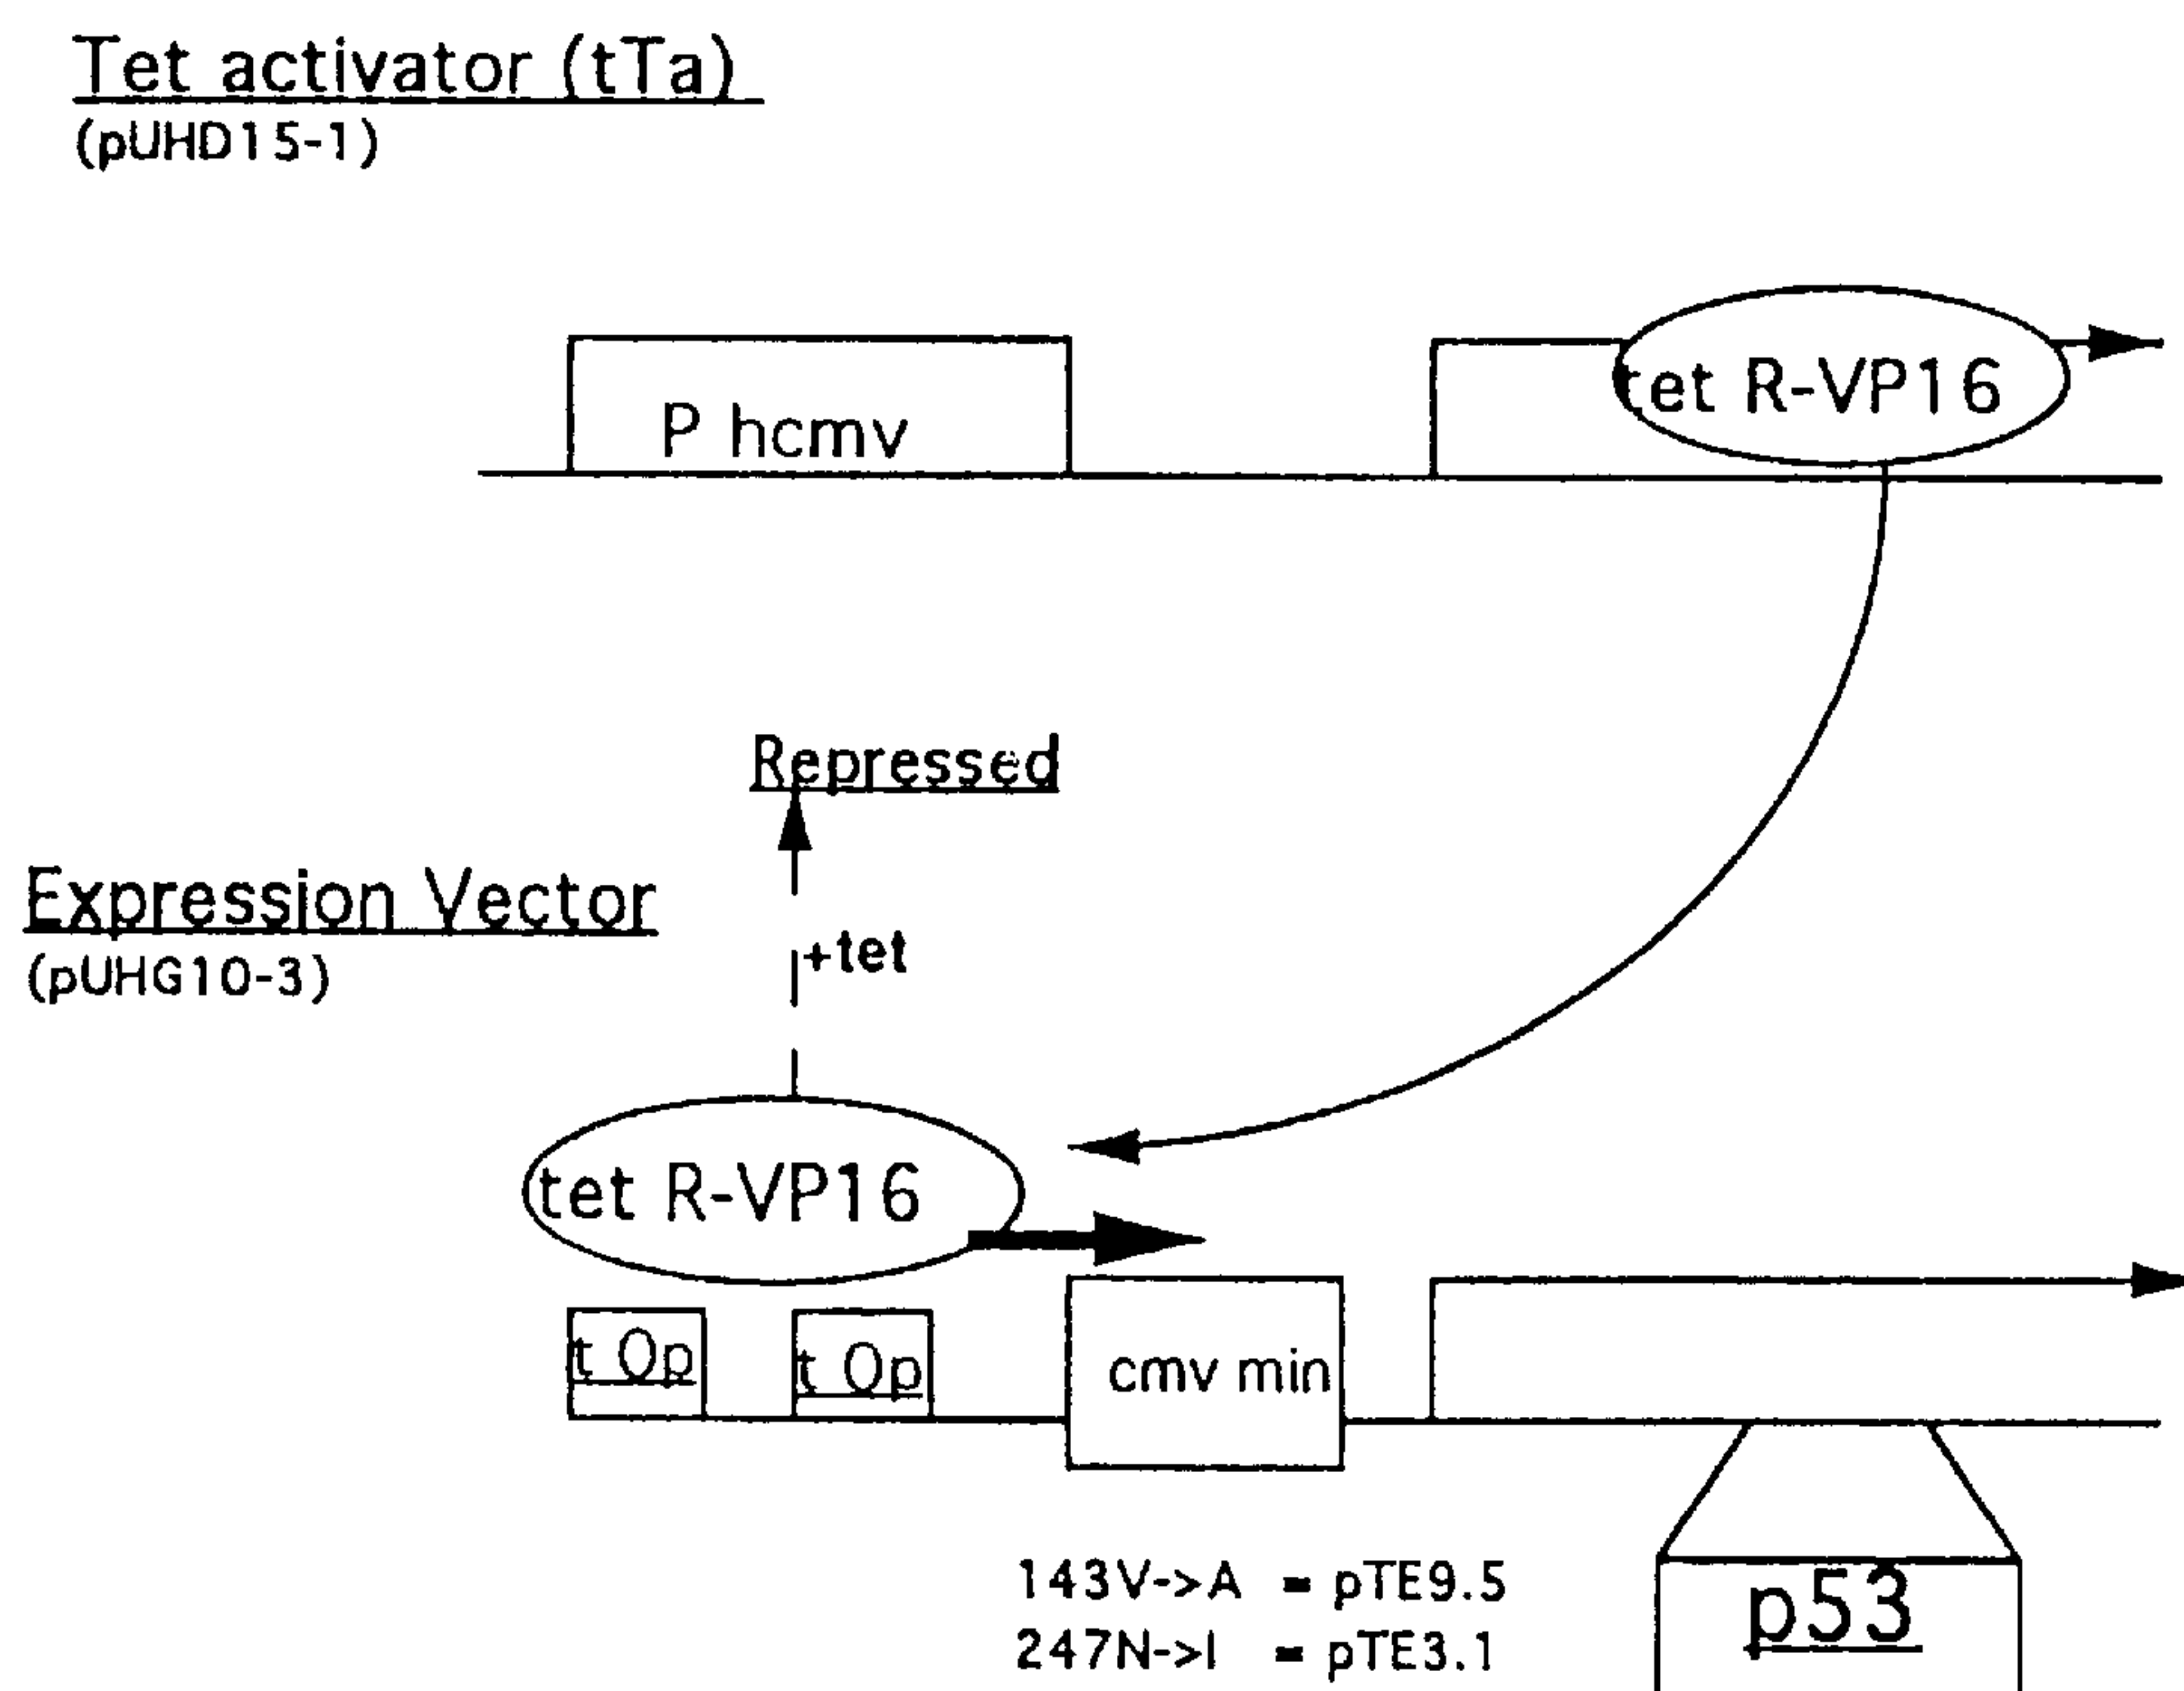 Tet activator (tTa)
(pUHD15-1)
P hcmv
tet R-VP16
Repressed
Expression Vector
(pUHG10-3)
+tet
tet R-VP16
t Op
t Op
cmv min
143V->A = pTE9.5
247N->I = pTE3.1
p53